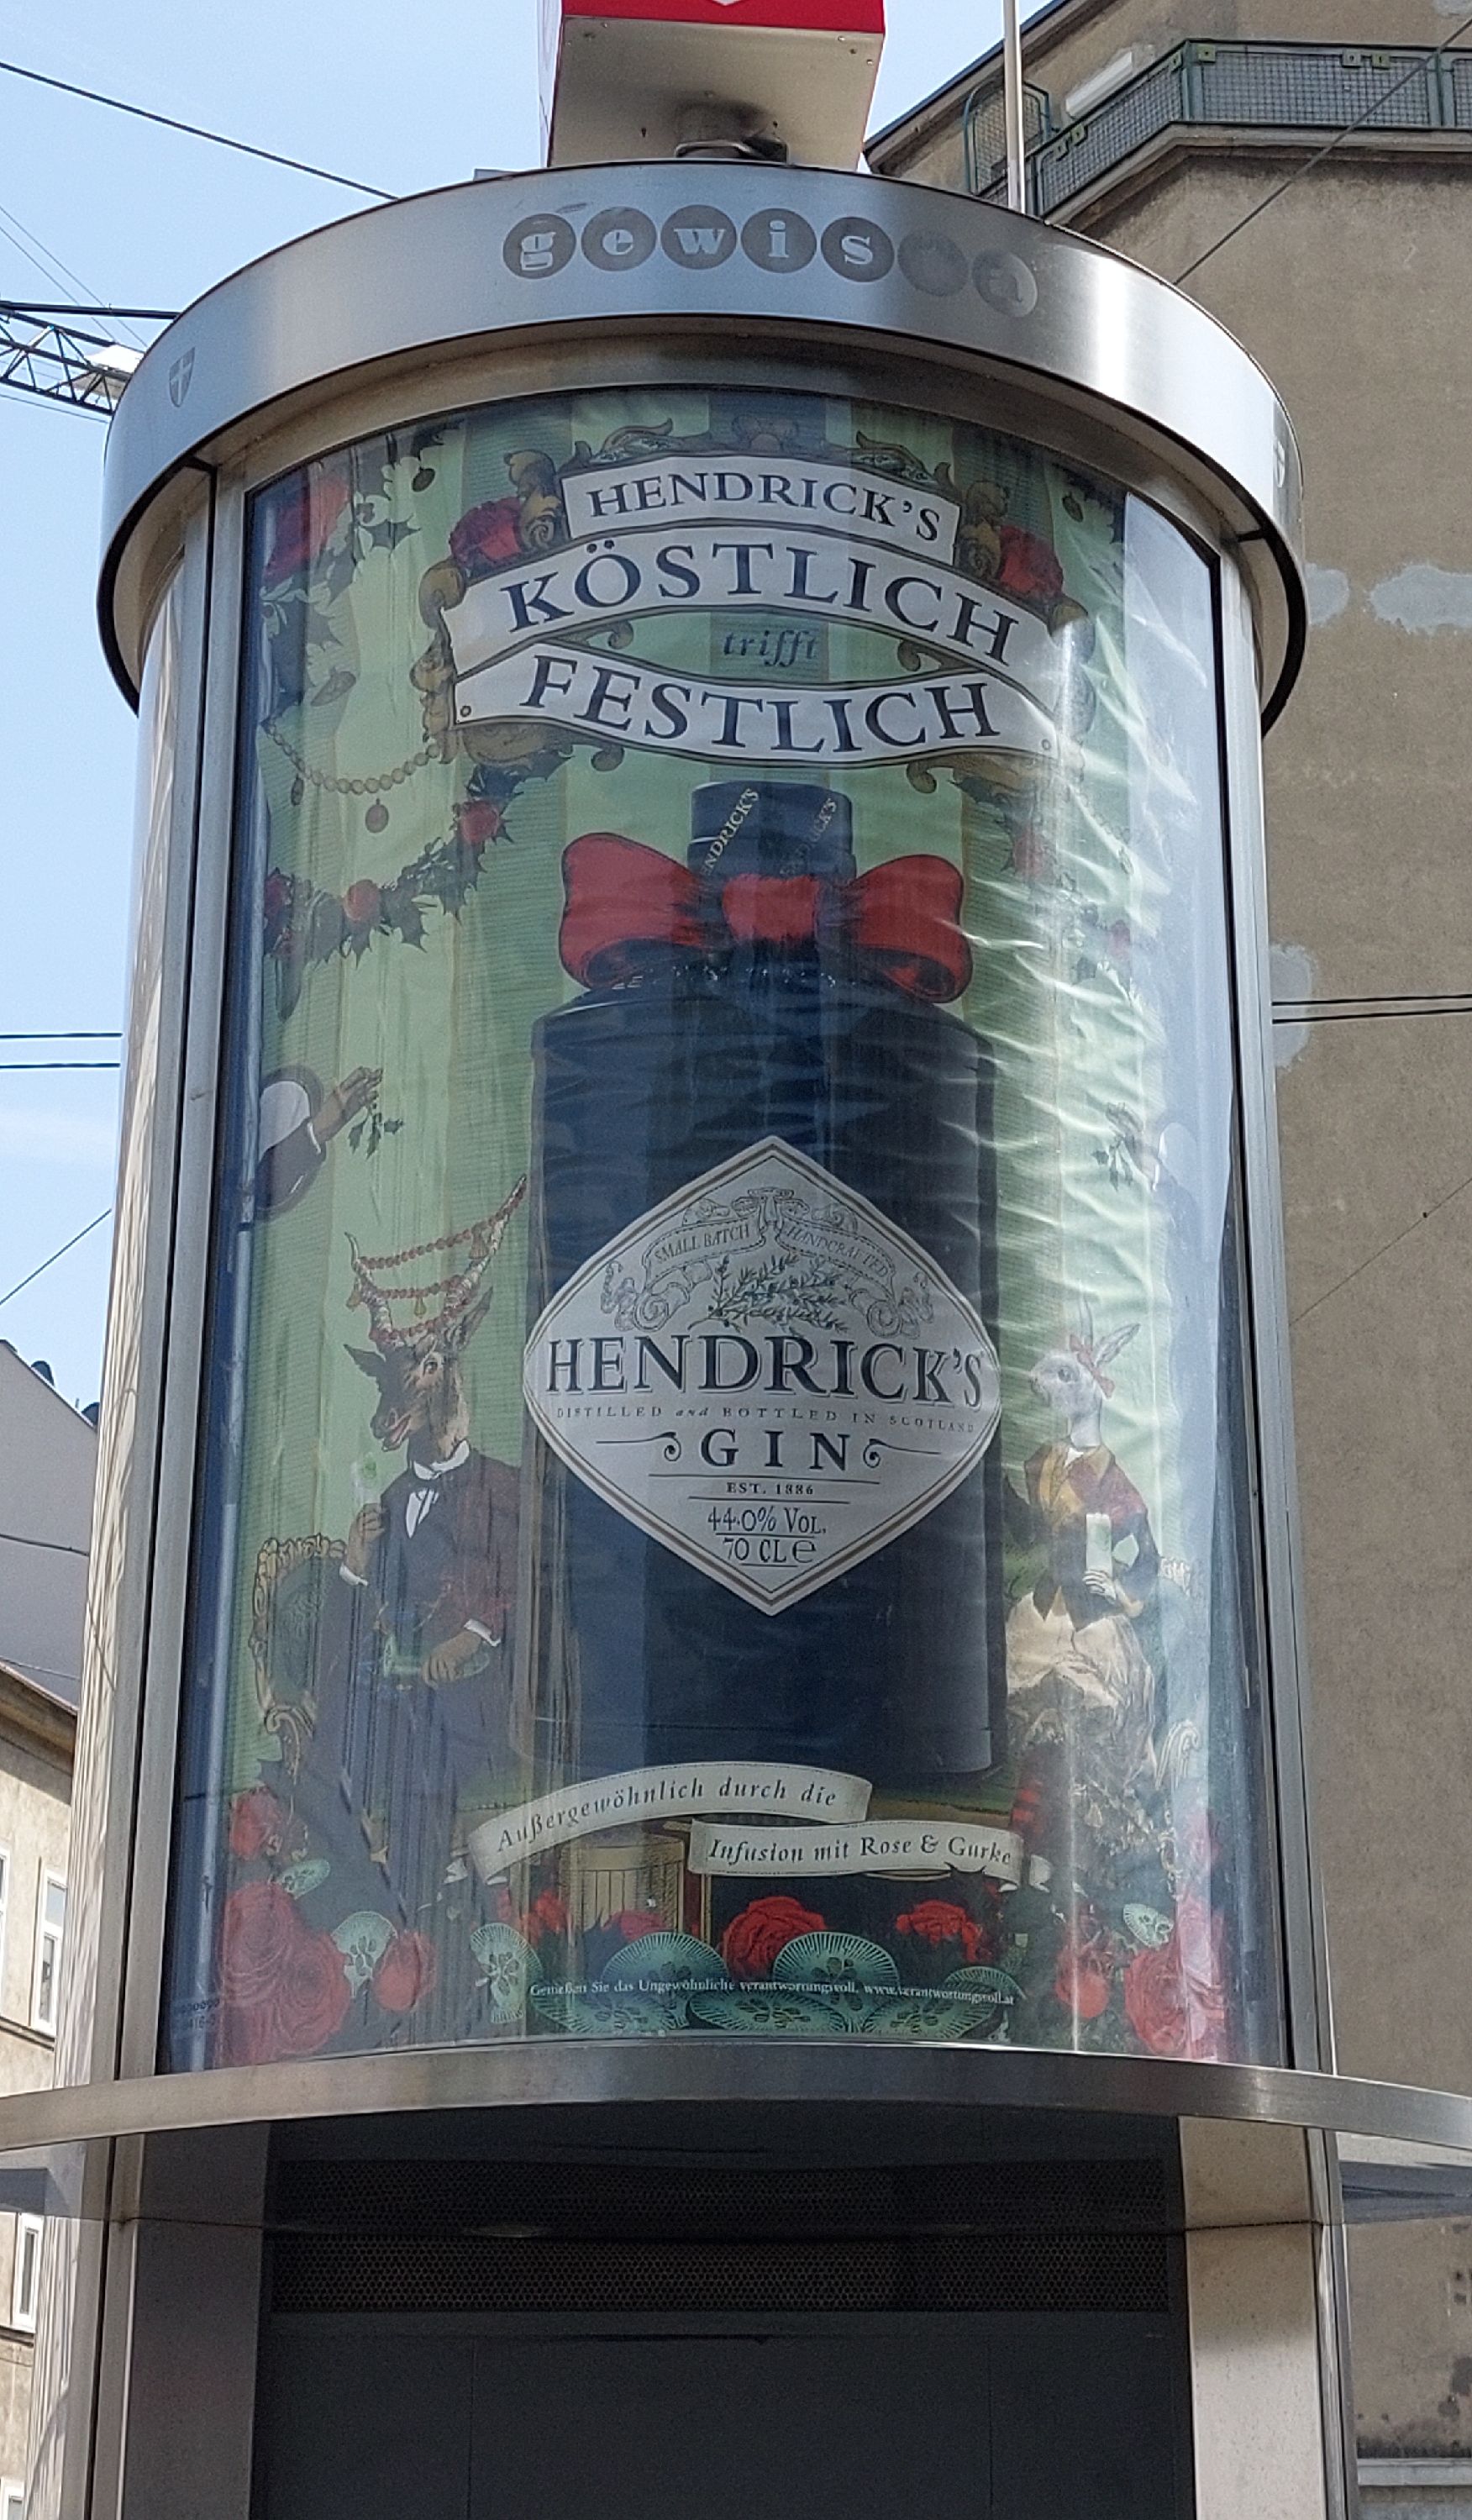 gewista
HENDRICK'S
KÖSTLICH
trifft
FESTLICH
HENDRICK'S
SMALL BATCH HANDCRAFTED
HENDRICK'S
DISTILLED and BOTTLED IN SCOTLAND
GIN
EST. 1886
44.0% VOL.
70 CL e
Außergewöhnlich durch die
Infusion mit Rose & Gurke
Genießen Sie das Ungewöhnliche verantwortungsvoll. www.verantwortungsvoll.at